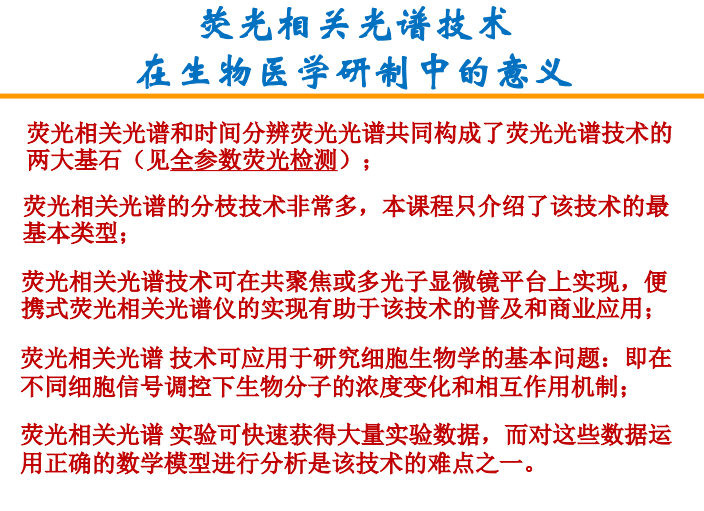 荧光相关光谱技术
在生物医学研制中的意义
荧光相关光谱和时间分辨荧光光谱共同构成了荧光光谱技术的
两大基石（见全参数荧光检测）；
荧光相关光谱的分枝技术非常多，本课程只介绍了该技术的最
基本类型；
荧光相关光谱技术可在共聚焦或多光子显微镜平台上实现，便
携式荧光相关光谱仪的实现有助于该技术的普及和商业应用；
荧光相关光谱 技术可应用于研究细胞生物学的基本问题：即在
不同细胞信号调控下生物分子的浓度变化和相互作用机制；
荧光相关光谱 实验可快速获得大量实验数据，而对这些数据运
用正确的数学模型进行分析是该技术的难点之一。